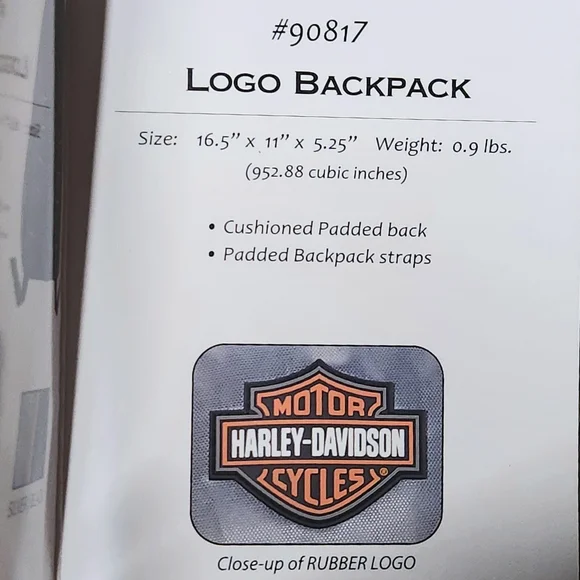 #90817
LOGO BACKPACK
Size: 16.5” x 11” x 5.25” Weight: 0.9 lbs.
(952.88 cubic inches)
• Cushioned Padded back
• Padded Backpack straps
MOTOR
HARLEY-DAVIDSON
CYCLES®
Close-up of RUBBER LOGO